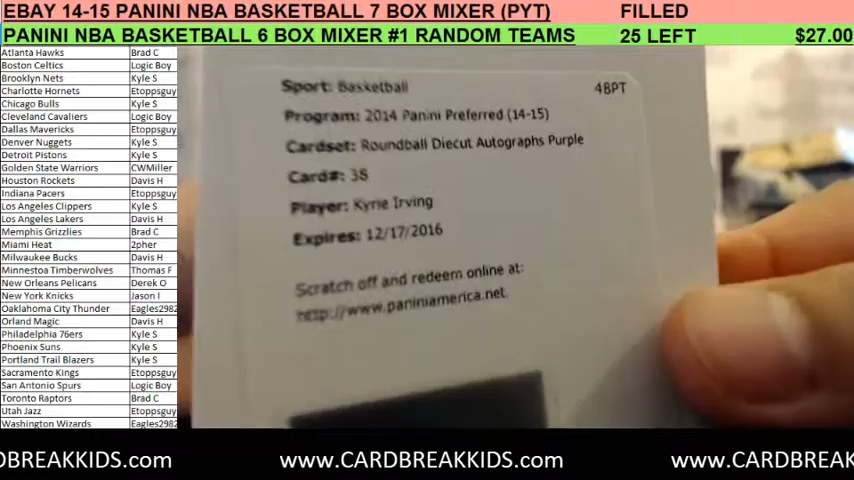 EBAY 14-15 PANINI NBA BASKETBALL 7 BOX MIXER (PYT) FILLED
PANINI NBA BASKETBALL 6 BOX MIXER #1 RANDOM TEAMS 25 LEFT $27.00
Atlanta Hawks Brad C
Boston Celtics Logic Boy
Brooklyn Nets Kyle S
Charlotte Hornets Etoppsguy
Chicago Bulls Kyle S
Cleveland Cavaliers Logic Boy
Dallas Mavericks Etoppsguy
Denver Nuggets Kyle S
Detroit Pistons Kyle S
Golden State Warriors CWMiller
Houston Rockets Davis H
Indiana Pacers Etoppsguy
Los Angeles Clippers Kyle S
Los Angeles Lakers Davis H
Memphis Grizzlies Brad C
Miami Heat 2pher
Milwaukee Bucks Davis H
Minnestoa Timberwolves Thomas F
New Orleans Pelicans Derek O
New York Knicks Jason I
Oaklahoma City Thunder Eagles2982
Orland Magic Davis H
Philadelphia 76ers Kyle S
Phoenix Suns Kyle S
Portland Trail Blazers Kyle S
Sacramento Kings Etoppsguy
San Antonio Spurs Logic Boy
Toronto Raptors Brad C
Utah Jazz Etoppsguy
Washington Wizards Eagles2982
Sport: Basketball 48PT
Program: 2014 Panini Preferred (14-15)
Cardset: Roundball Diecut Autographs Purple
Card#: 38
Player: Kyrie Irving
Expires: 12/17/2016
Scratch off and redeem online at:
http://www.paniniamerica.net
RDBREAKKIDS.com www.CARDBREAKKIDS.com www.CARDBREAKK